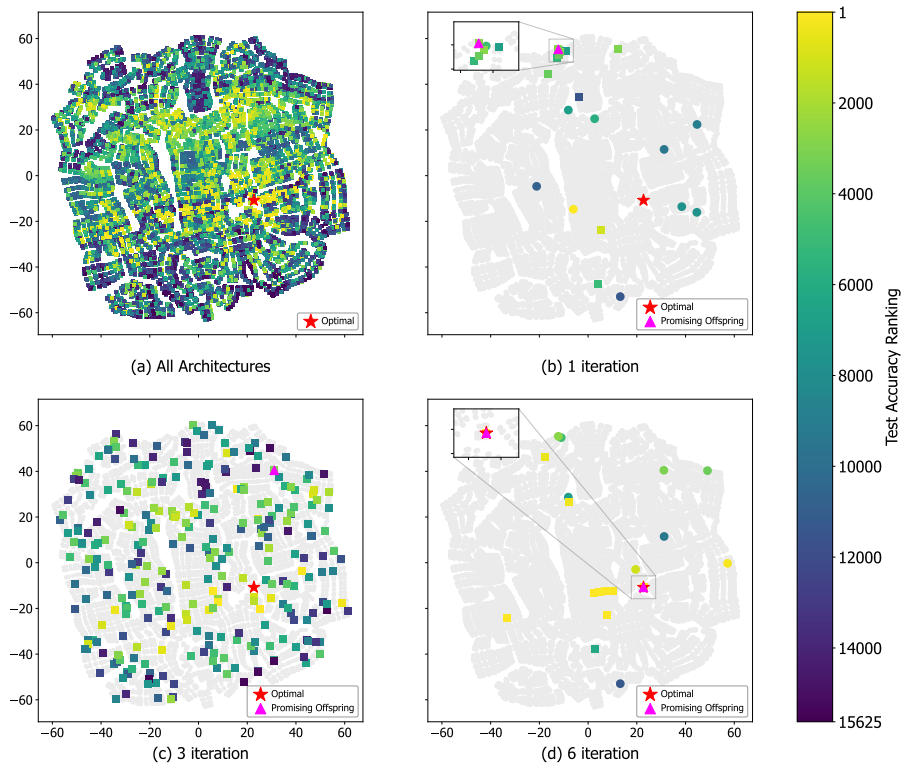 60
40
20
0
−20
−40
−60
Optimal
(a) All Architectures
Optimal
Promising Offspring
(b) 1 iteration
60
40
20
0
−20
−40
−60
−60 −40 −20 0 20 40 60
Optimal
Promising Offspring
(c) 3 iteration
−60 −40 −20 0 20 40 60
Optimal
Promising Offspring
(d) 6 iteration
1
2000
4000
6000
8000
10000
12000
14000
15625
Test Accuracy Ranking